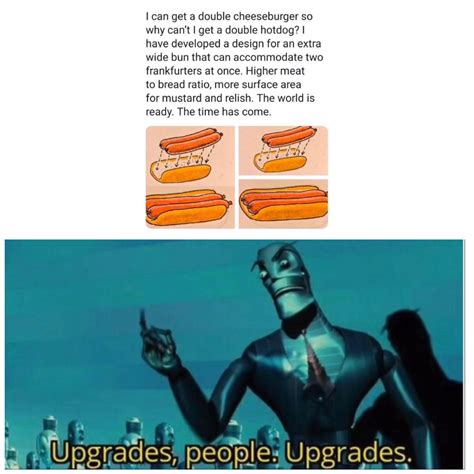 I can get a double cheeseburger so
why can't I get a double hotdog? I
have developed a design for an extra
wide bun that can accommodate two
frankfurters at once. Higher meat
to bread ratio, more surface area
for mustard and relish. The world is
ready. The time has come.
Upgrades, people. Upgrades.